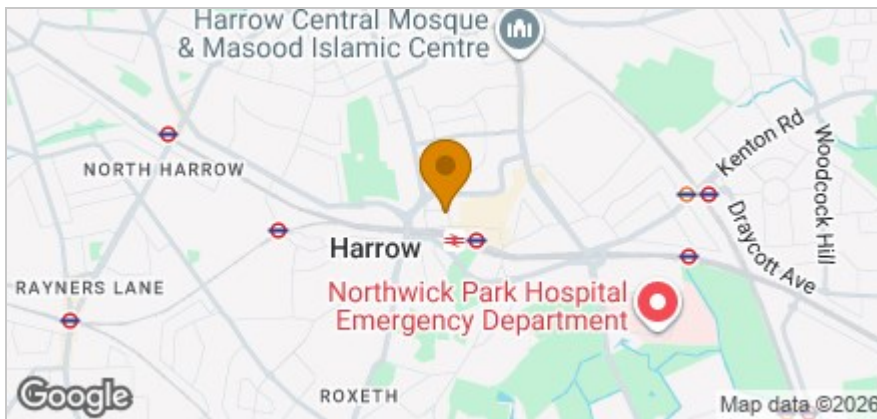 Harrow Central Mosque
& Masood Islamic Centre
Kenton Rd
Woodcock Hill
NORTH HARROW
Draycott Ave
Harrow
RAYNERS LANE
Northwick Park Hospital
Emergency Department
ROXETH
Google
Map data ©2026